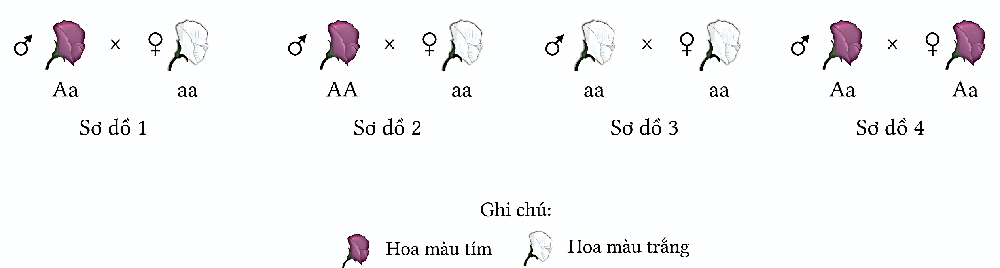 ♂ x ♀ ♂ x ♀ ♂ x ♀ ♂ x ♀
Aa aa AA aa aa aa Aa Aa
Sơ đồ 1 Sơ đồ 2 Sơ đồ 3 Sơ đồ 4
Ghi chú:
Hoa màu tím Hoa màu trắng